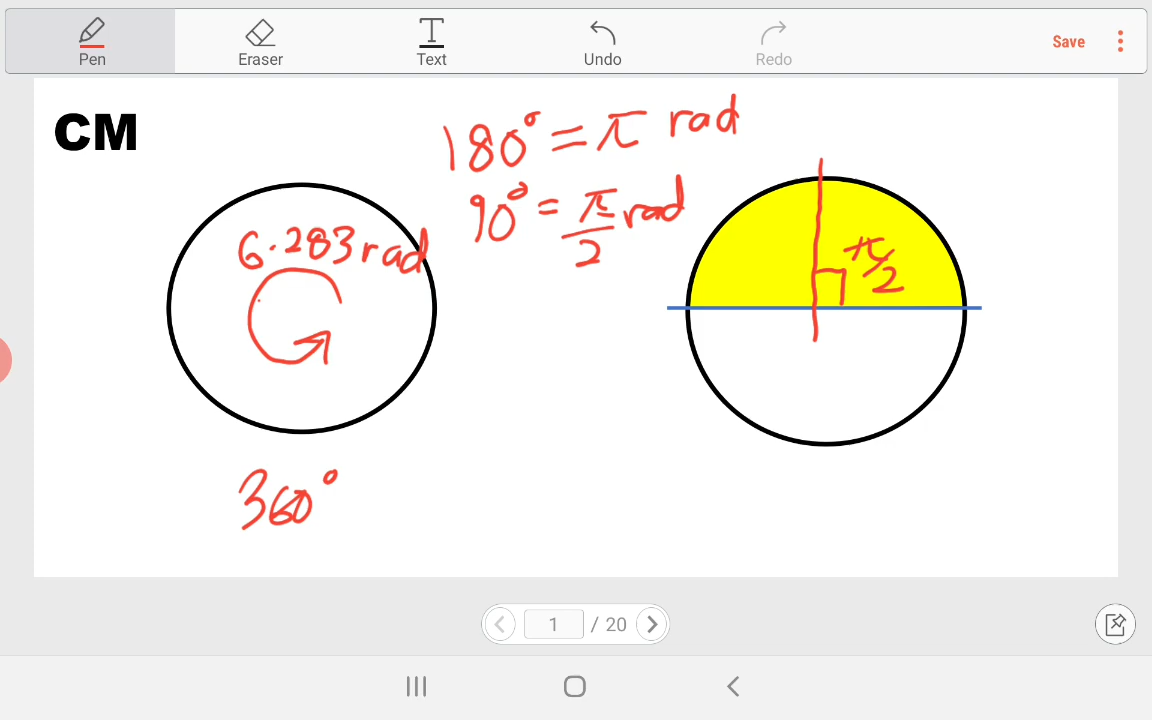 Pen
Eraser
Text
Undo
Redo
Save
CM
180° = π rad
90° = π/2 rad
6.283 rad
π/2
360°
1 / 20